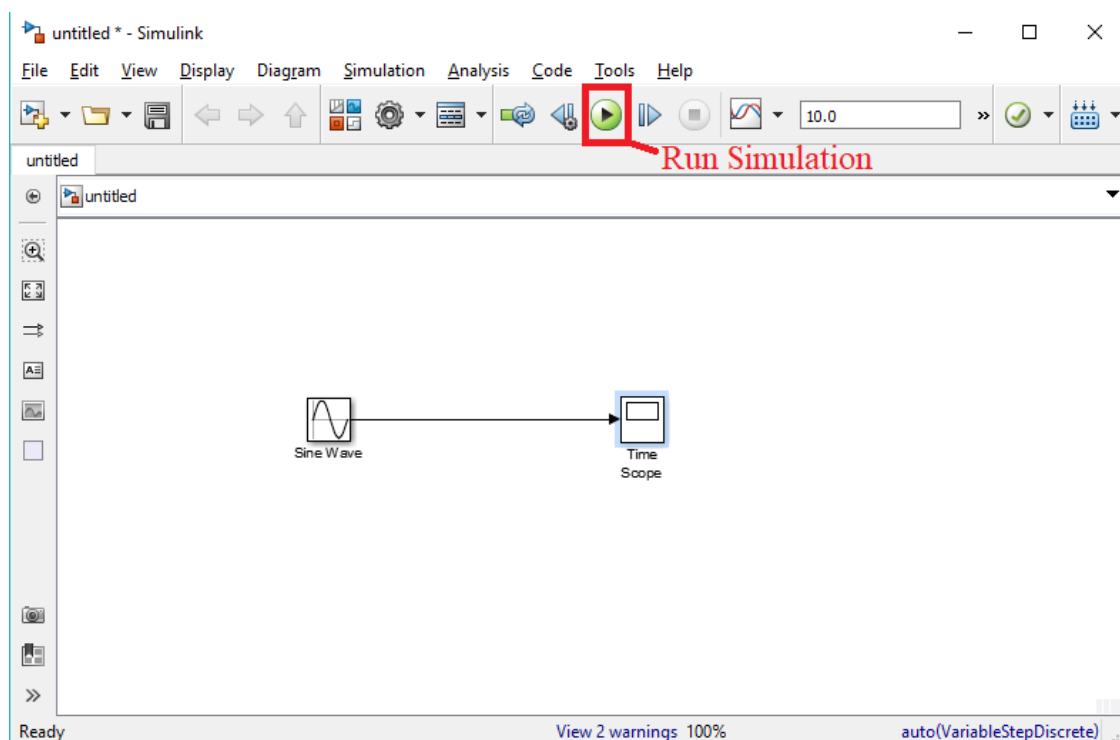 untitled * - Simulink
File Edit View Display Diagram Simulation Analysis Code Tools Help
10.0
»
Run Simulation
untitled
untitled
A
Sine Wave
Time
Scope
»
Ready View 2 warnings 100% auto(VariableStepDiscrete)